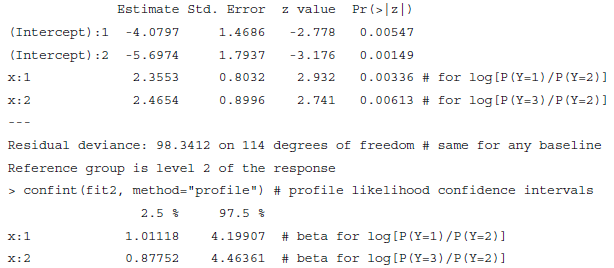 Estimate Std. Error z value Pr(>|z|)
(Intercept):1 -4.0797 1.4686 -2.778 0.00547
(Intercept):2 -5.6974 1.7937 -3.176 0.00149
x:1 2.3553 0.8032 2.932 0.00336 # for log[P(Y=1)/P(Y=2)]
x:2 2.4654 0.8996 2.741 0.00613 # for log[P(Y=3)/P(Y=2)]
---
Residual deviance: 98.3412 on 114 degrees of freedom # same for any baseline
Reference group is level 2 of the response
> confint(fit2, method="profile") # profile likelihood confidence intervals
2.5 % 97.5 %
x:1 1.01118 4.19907 # beta for log[P(Y=1)/P(Y=2)]
x:2 0.87752 4.46361 # beta for log[P(Y=3)/P(Y=2)]